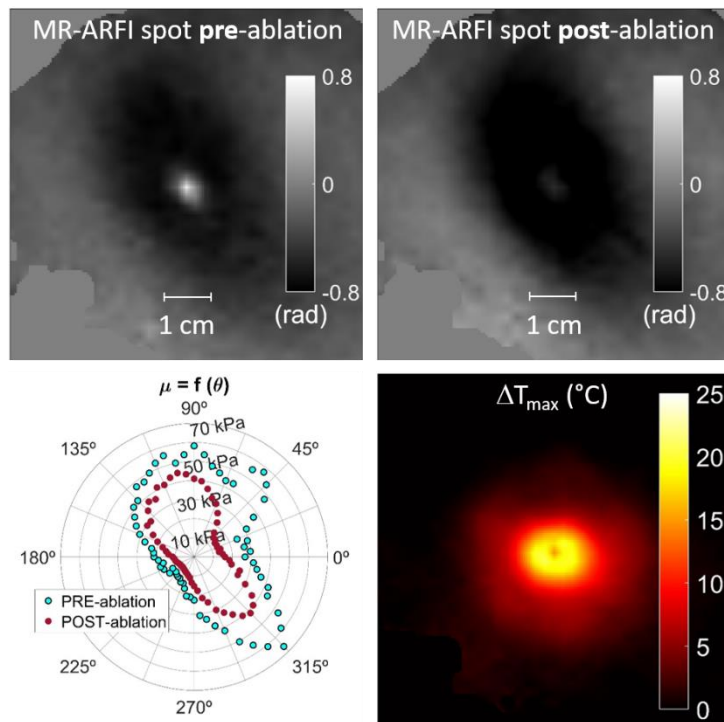 MR-ARFI spot pre-ablation
0.8
0
-0.8
(rad)
1 cm
MR-ARFI spot post-ablation
0.8
0
-0.8
(rad)
1 cm
μ = f (θ)
90º
70 kPa
135º
45º
50 kPa
30 kPa
10 kPa
180º
0º
PRE-ablation
POST-ablation
225º
315º
270º
ΔTmax (°C)
25
20
15
10
5
0